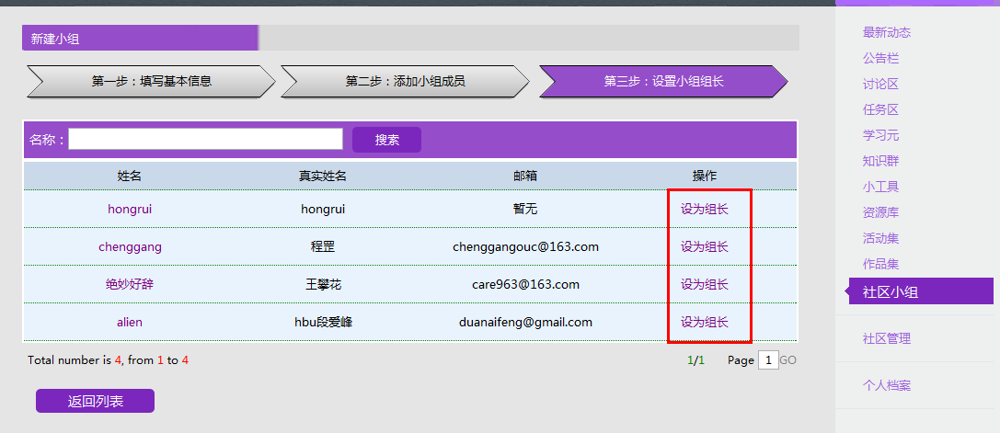 新建小组
第一步：填写基本信息 第二步：添加小组成员 第三步：设置小组组长
名称： 搜索
姓名 真实姓名 邮箱 操作
hongrui hongrui 暂无 设为组长
chenggang 程罡 chenggangouc@163.com 设为组长
绝妙好辞 王攀花 care963@163.com 设为组长
alien hbu段爱峰 duanaifeng@gmail.com 设为组长
Total number is 4, from 1 to 4 1/1 Page 1 GO
返回列表
最新动态
公告栏
讨论区
任务区
学习元
知识群
小工具
资源库
活动集
作品集
社区小组
社区管理
个人档案